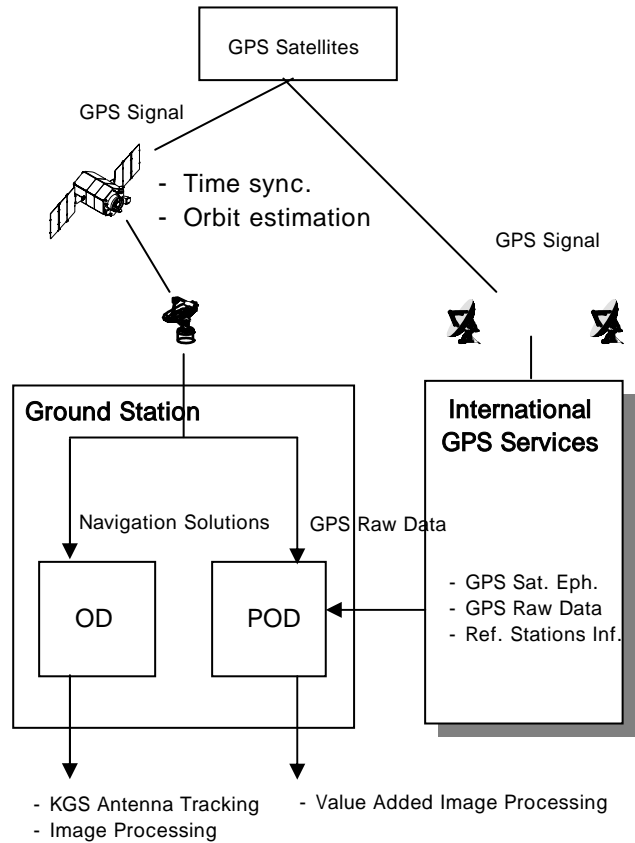 GPS Satellites
GPS Signal
- Time sync.
- Orbit estimation
GPS Signal
Ground Station
International
GPS Services
Navigation Solutions
GPS Raw Data
OD
POD
- GPS Sat. Eph.
- GPS Raw Data
- Ref. Stations Inf.
- KGS Antenna Tracking
- Image Processing
- Value Added Image Processing